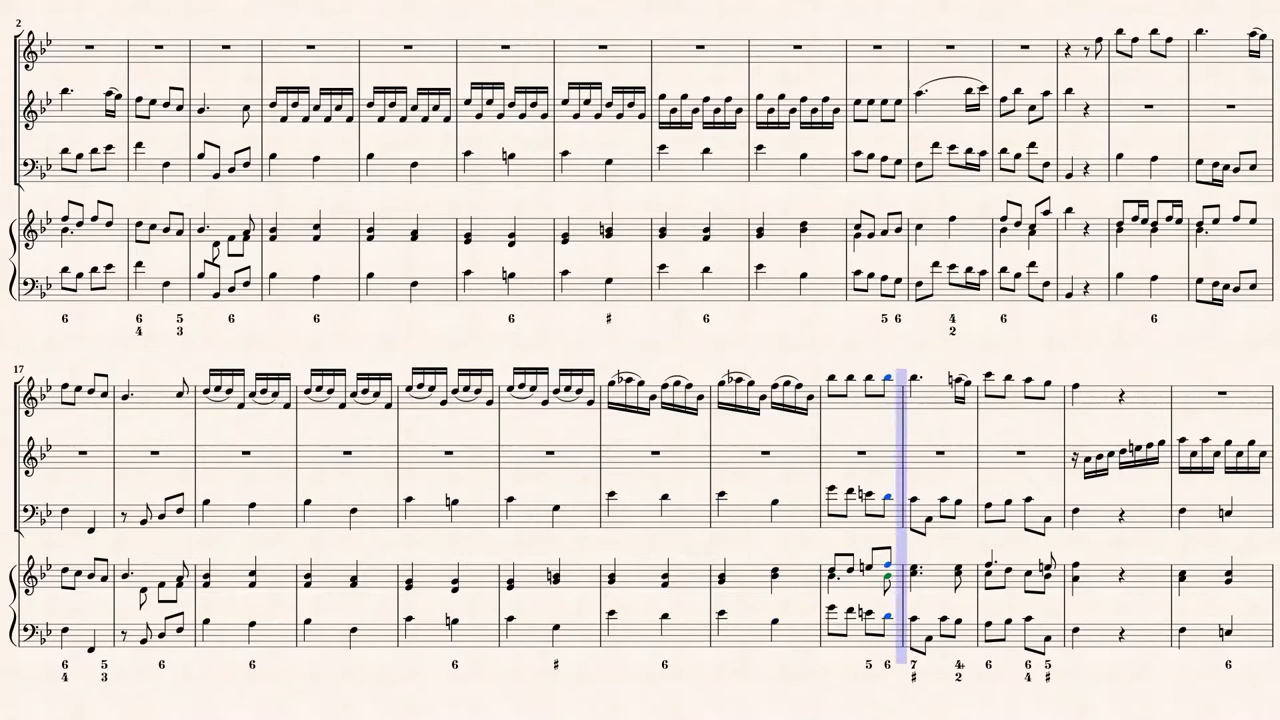 2
6 6 5 6 6 6 ♯ 6 5 6 4 6 6
4 3 2
17
6 5 6 6 6 ♯ 6 5 6 7 4+ 6 6 5 6
4 3 ♯ 2 4 ♯